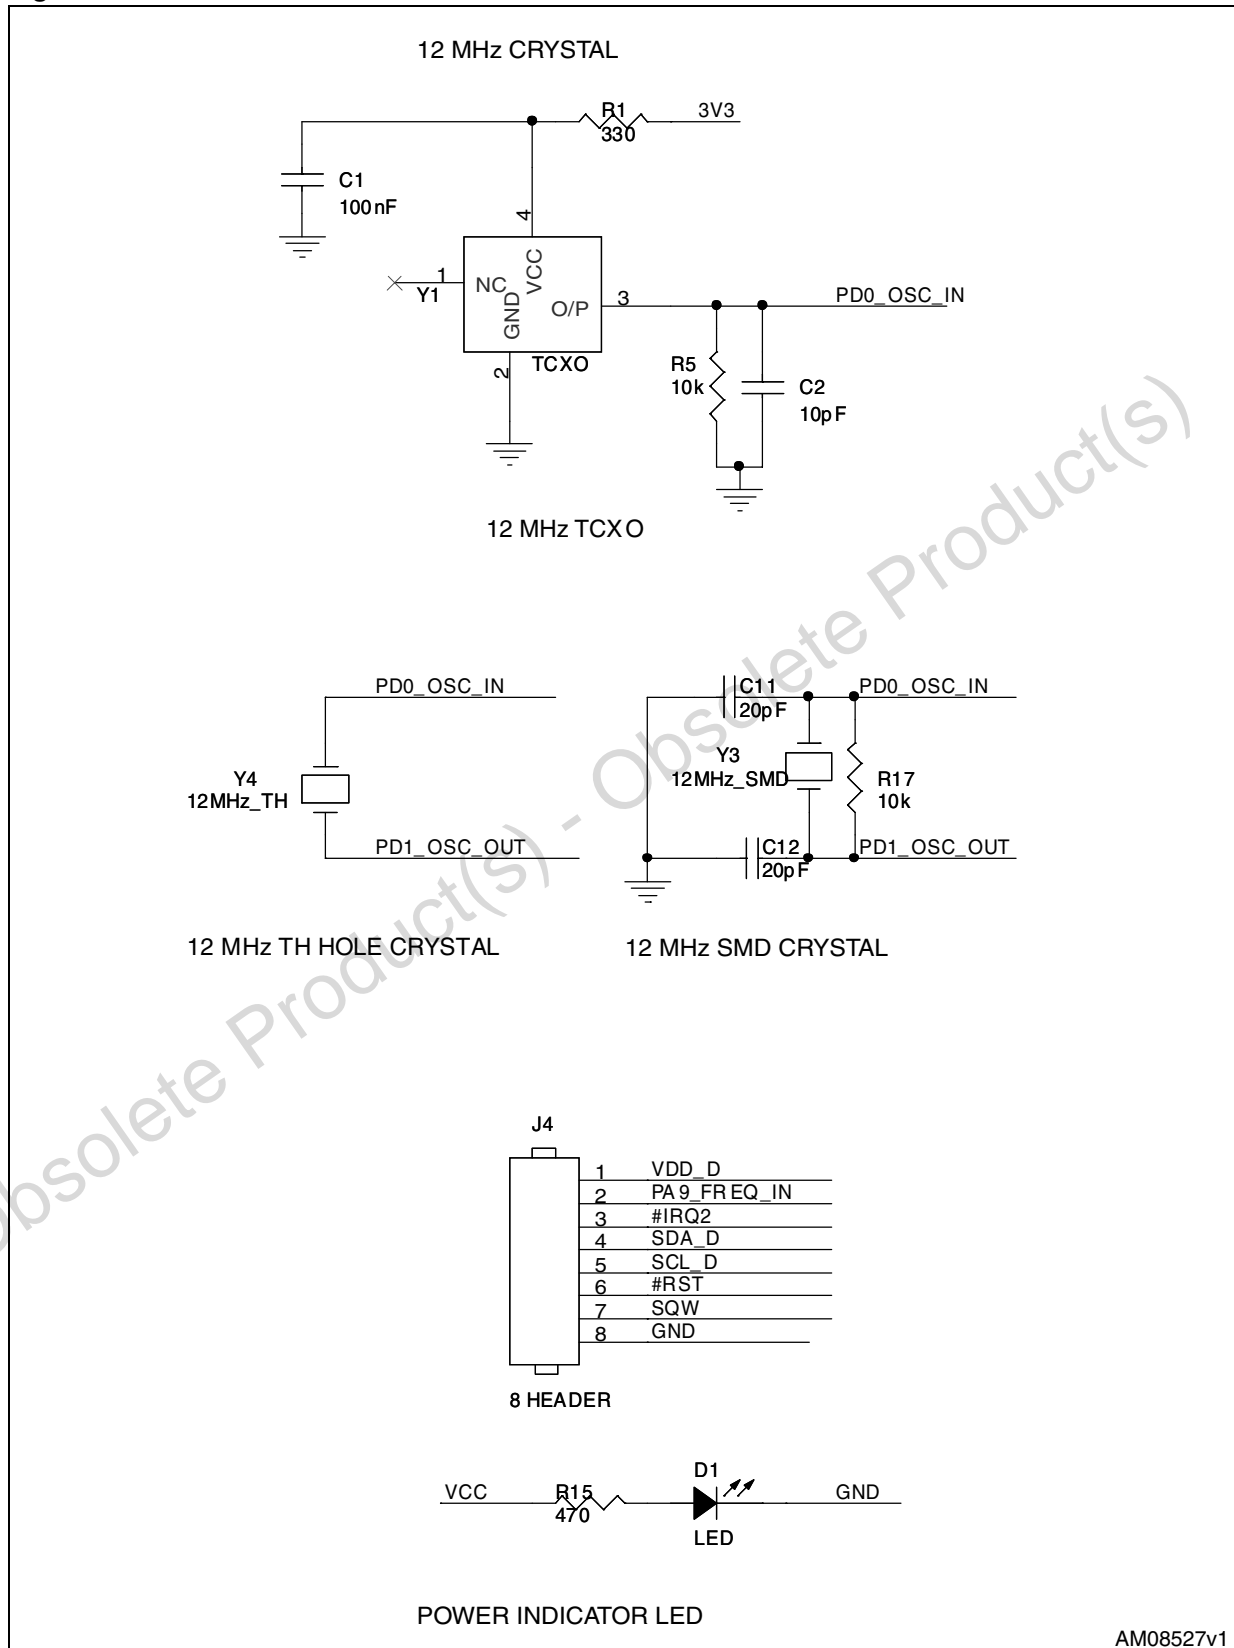 12 MHz CRYSTAL
R1
330
3V3
C1
100nF
4
1
Y1
NC
GND
VCC
O/P
3
PD0_OSC_IN
2
TCXO
R5
10k
C2
10pF
12 MHz TCXO
PD0_OSC_IN
Y4
12MHz_TH
PD1_OSC_OUT
12 MHz TH HOLE CRYSTAL
C11
20pF
PD0_OSC_IN
Y3
12MHz_SMD
R17
10k
C12
20pF
PD1_OSC_OUT
12 MHz SMD CRYSTAL
J4
1 VDD_D
2 PA9_FREQ_IN
3 #IRQ2
4 SDA_D
5 SCL_D
6 #RST
7 SQW
8 GND
8 HEADER
VCC
R15
470
D1
LED
GND
POWER INDICATOR LED
AM08527v1
Obsolete Product(s) - Obsolete Product(s)